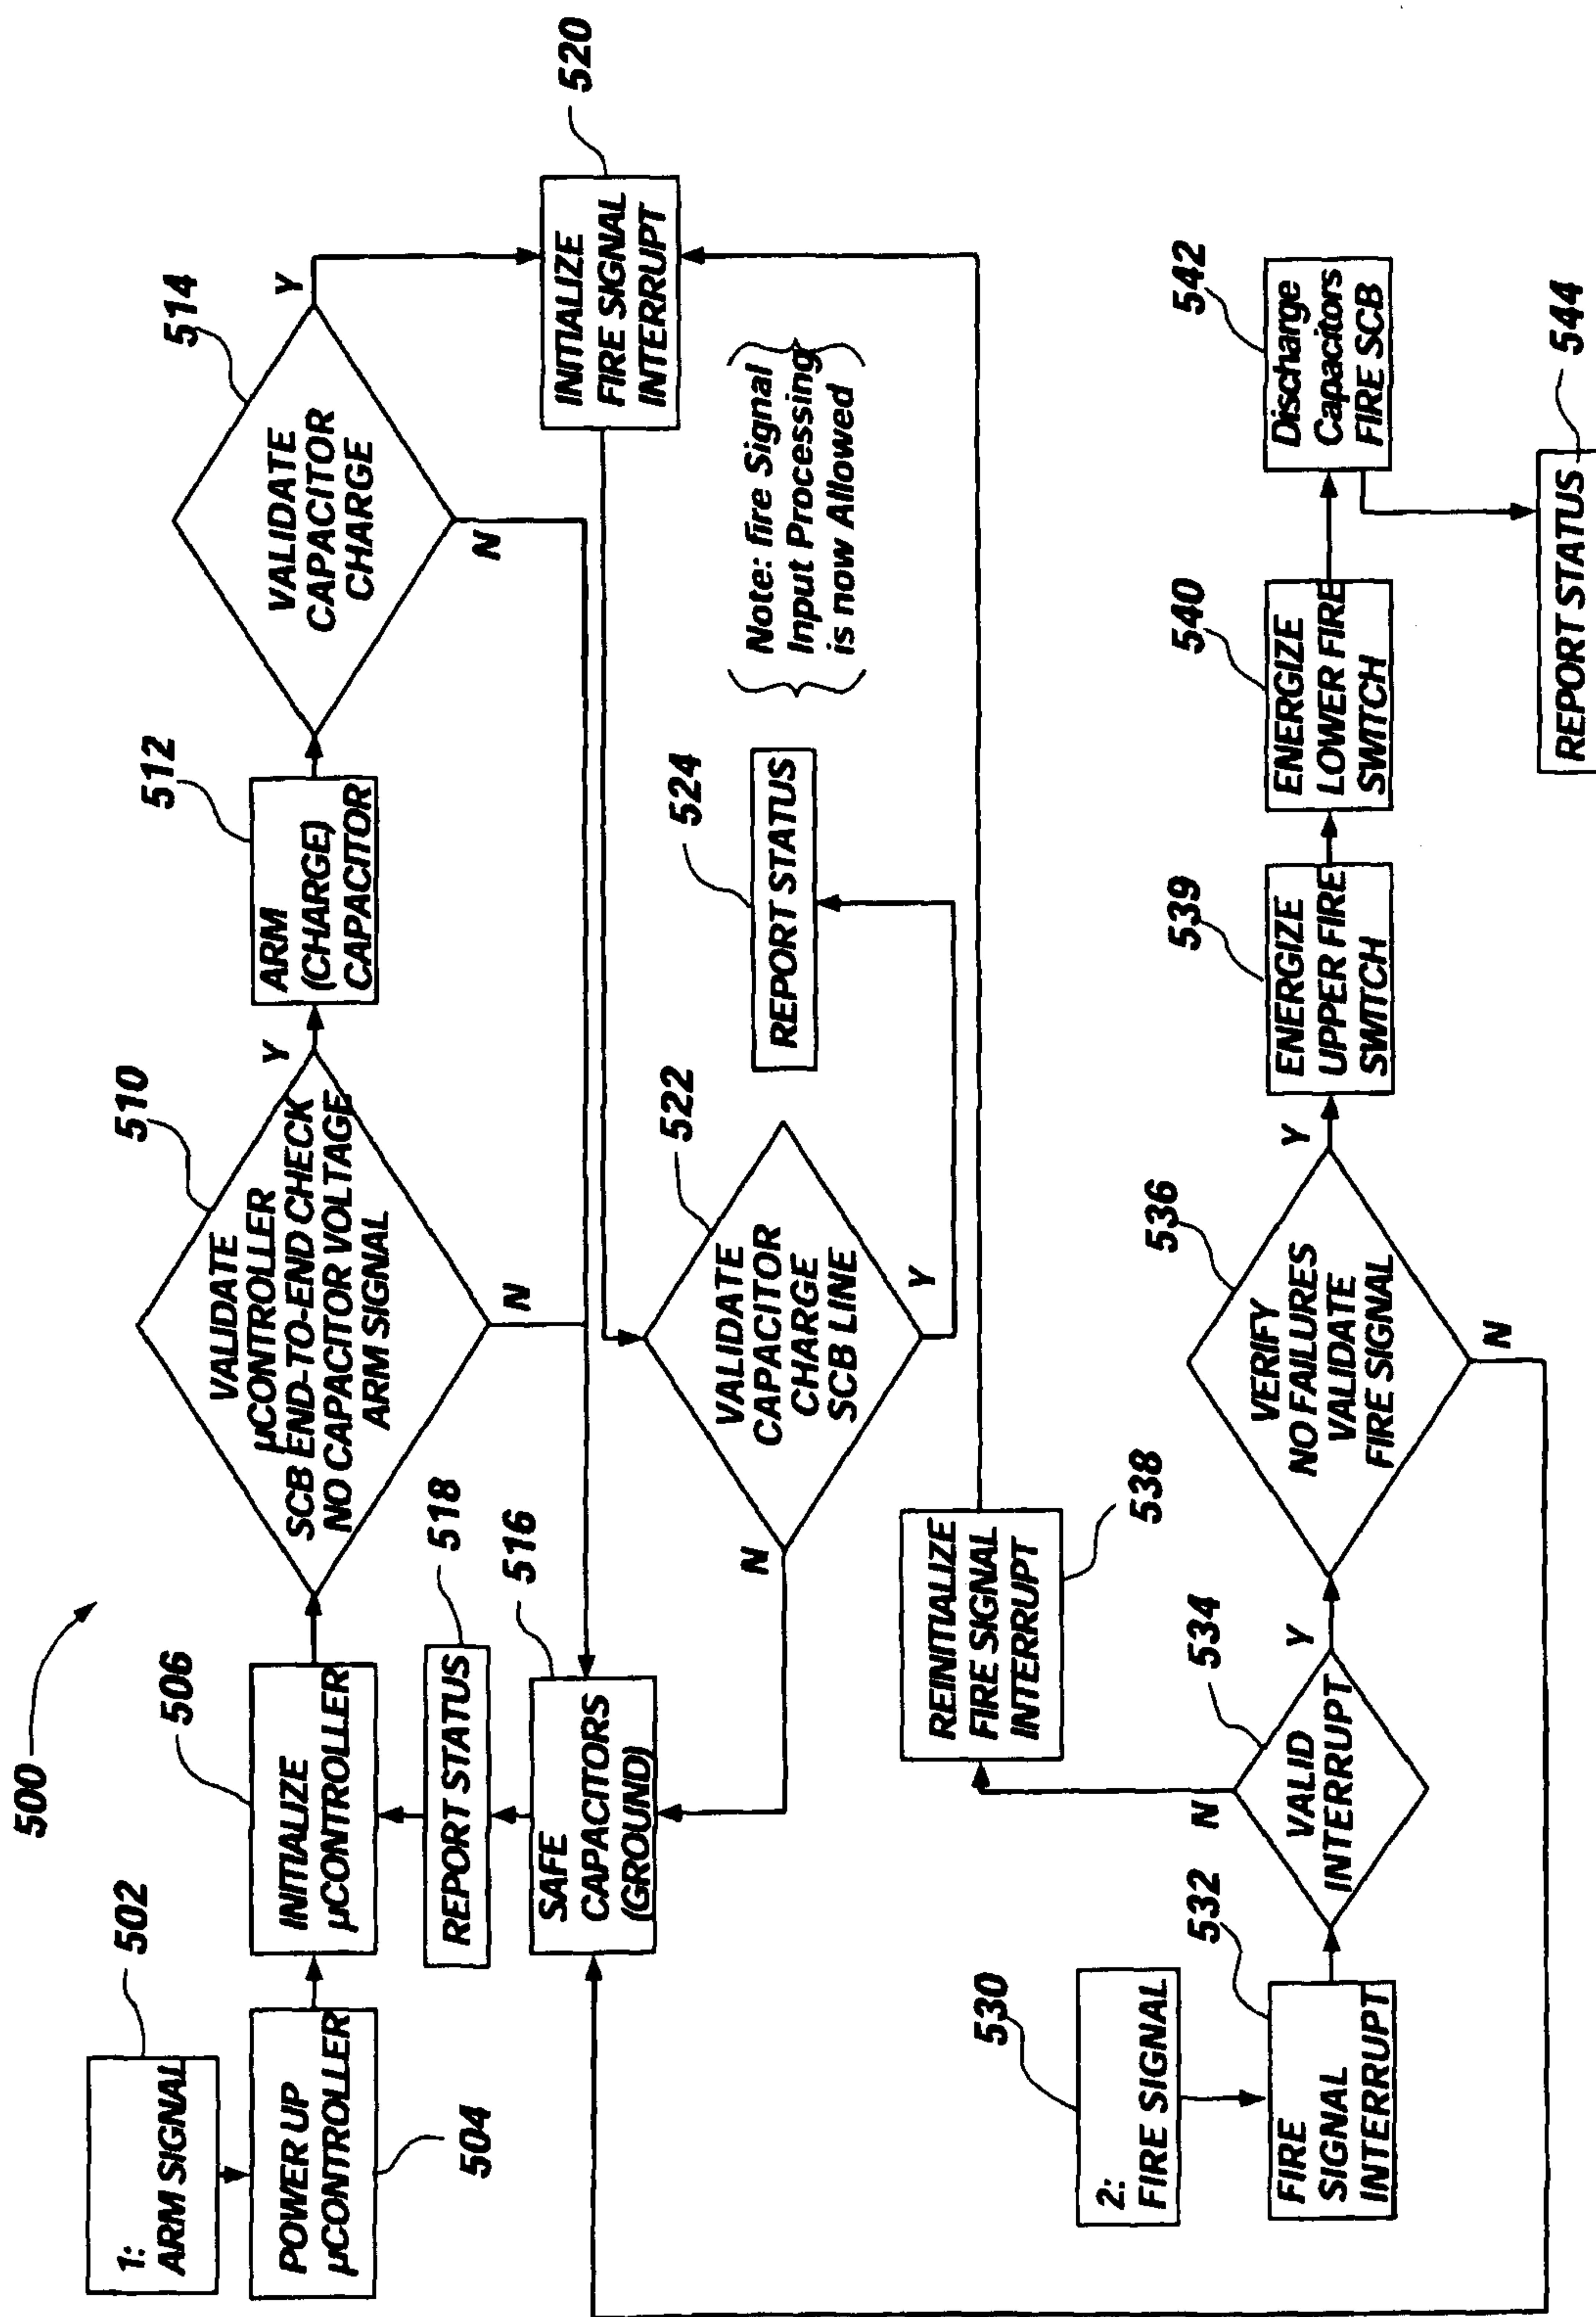 500
502
1:
ARM SIGNAL
POWER UP
µCONTROLLER
504
506
INITIALIZE
µCONTROLLER
510
VALIDATE
µCONTROLLER
SCB END-TO-END CHECK
NO CAPACITOR VOLTAGE
ARM SIGNAL
Y
N
512
ARM
(CHARGE)
CAPACITOR
514
VALIDATE
CAPACITOR
CHARGE
Y
N
518
REPORT STATUS
516
SAFE
CAPACITORS
(GROUND)
520
INITIALIZE
FIRE SIGNAL
INTERRUPT
522
VALIDATE
CAPACITOR
CHARGE
SCB LINE
N
Y
524
REPORT STATUS
Note: fire Signal
Input Processing
is now Allowed
530
2:
FIRE SIGNAL
532
FIRE
SIGNAL
INTERRUPT
534
VALID
INTERRUPT
N
Y
REINITIALIZE
FIRE SIGNAL
INTERRUPT
538
536
VERIFY
NO FAILURES
VALIDATE
FIRE SIGNAL
Y
N
539
ENERGIZE
UPPER FIRE
SWITCH
540
ENERGIZE
LOWER FIRE
SWITCH
542
Discharge
Capacitors
FIRE SCB
544
REPORT STATUS